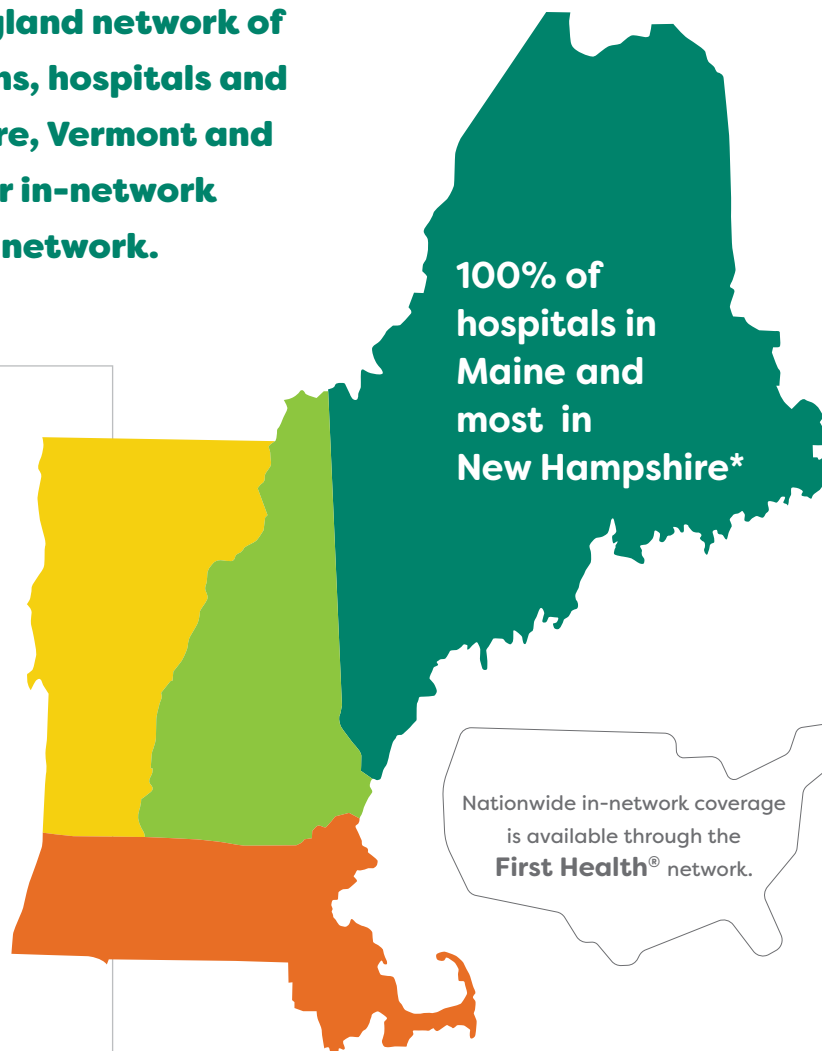 gland network of
ns, hospitals and
re, Vermont and
r in-network
network.
100% of
hospitals in
Maine and
most in
New Hampshire*
Nationwide in-network coverage
is available through the
First Health® network.